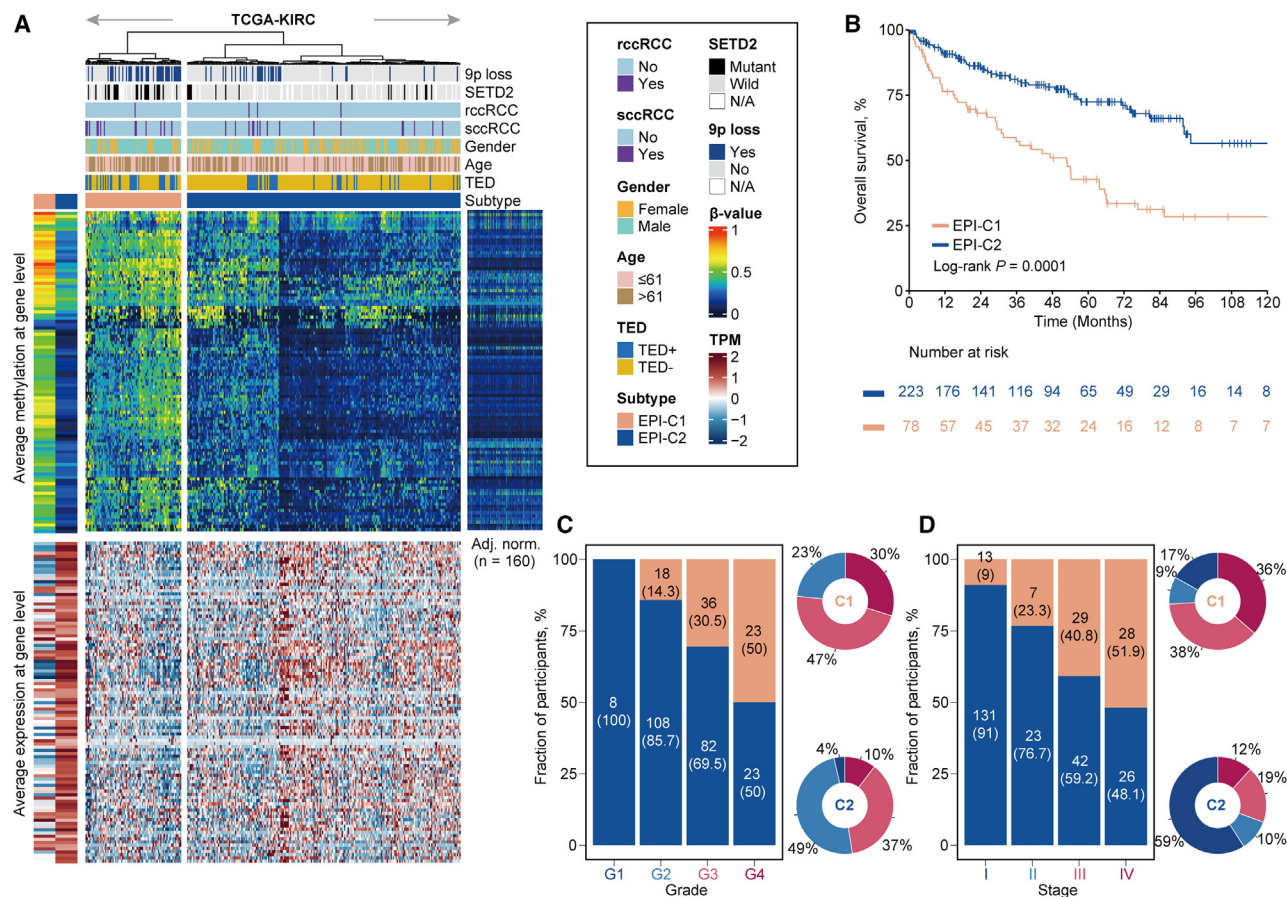 A
TCGA-KIRC
9p loss
SETD2
rccRCC
sccRCC
Gender
Age
TED
Subtype
Average methylation at gene level
Average expression at gene level
Adj. norm.
(n = 160)
rccRCC
No
Yes
sccRCC
No
Yes
Gender
Female
Male
Age
≤61
>61
TED
TED+
TED-
Subtype
EPI-C1
EPI-C2
SETD2
Mutant
Wild
N/A
9p loss
Yes
No
N/A
β-value
1
0.5
0
TPM
2
1
0
−1
−2
B
Overall survival, %
100
75
50
25
0
EPI-C1
EPI-C2
Log-rank P = 0.0001
0 12 24 36 48 60 72 84 96 108 120
Time (Months)
Number at risk
223 176 141 116 94 65 49 29 16 14 8
78 57 45 37 32 24 16 12 8 7 7
C
Fraction of participants, %
100
75
50
25
0
8
(100)
18
(14.3)
108
(85.7)
36
(30.5)
82
(69.5)
23
(50)
23
(50)
G1 G2 G3 G4
Grade
23%
30%
C1
47%
4%
10%
C2
49%
37%
D
Fraction of participants, %
100
75
50
25
0
13
(9)
131
(91)
7
(23.3)
23
(76.7)
29
(40.8)
42
(59.2)
28
(51.9)
26
(48.1)
I II III IV
Stage
17%
9%
36%
C1
38%
12%
19%
C2
59%
10%